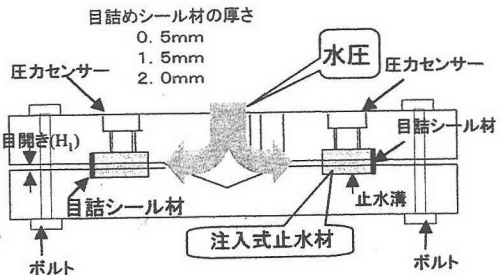 目詰めシール材の厚さ
0.5mm
1.5mm
2.0mm
水圧
圧力センサー
圧力センサー
目詰シール材
目開き(H₁)
目詰シール材
止水溝
注入式止水材
ボルト
ボルト